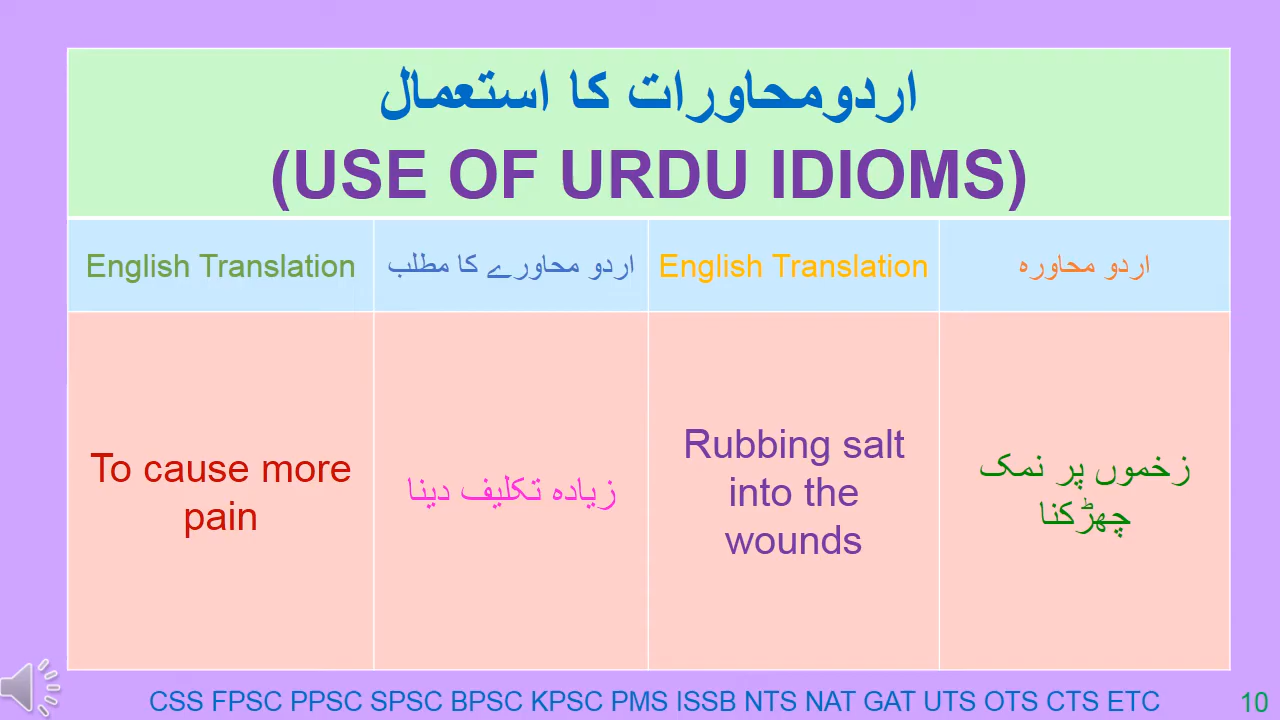 اردومحاورات کا استعمال
(USE OF URDU IDIOMS)
English Translation
اردو محاورے کا مطلب
English Translation
اردو محاورہ
To cause more
pain
زیادہ تکلیف دینا
Rubbing salt
into the
wounds
زخموں پر نمک
چھڑکنا
CSS FPSC PPSC SPSC BPSC KPSC PMS ISSB NTS NAT GAT UTS OTS CTS ETC
10